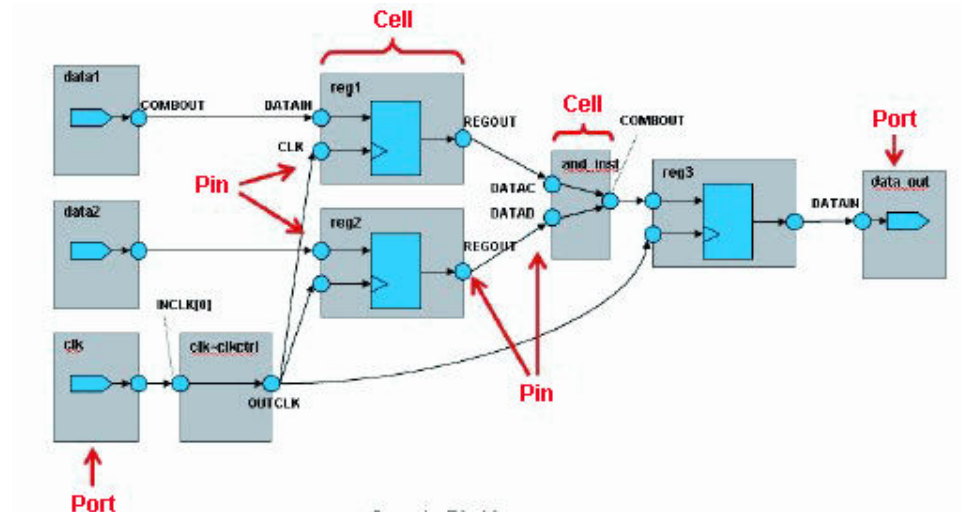 Cell
data1
reg1
COMBOUT
DATAIN
REGOUT
Cell
COMBOUT
CLK
Port
Pin
and_inst
reg3
data_out
DATAC
DATAD
DATAIN
data2
reg2
REGOUT
INCLK[0]
clk
clk~clkctrl
Pin
OUTCLK
Port